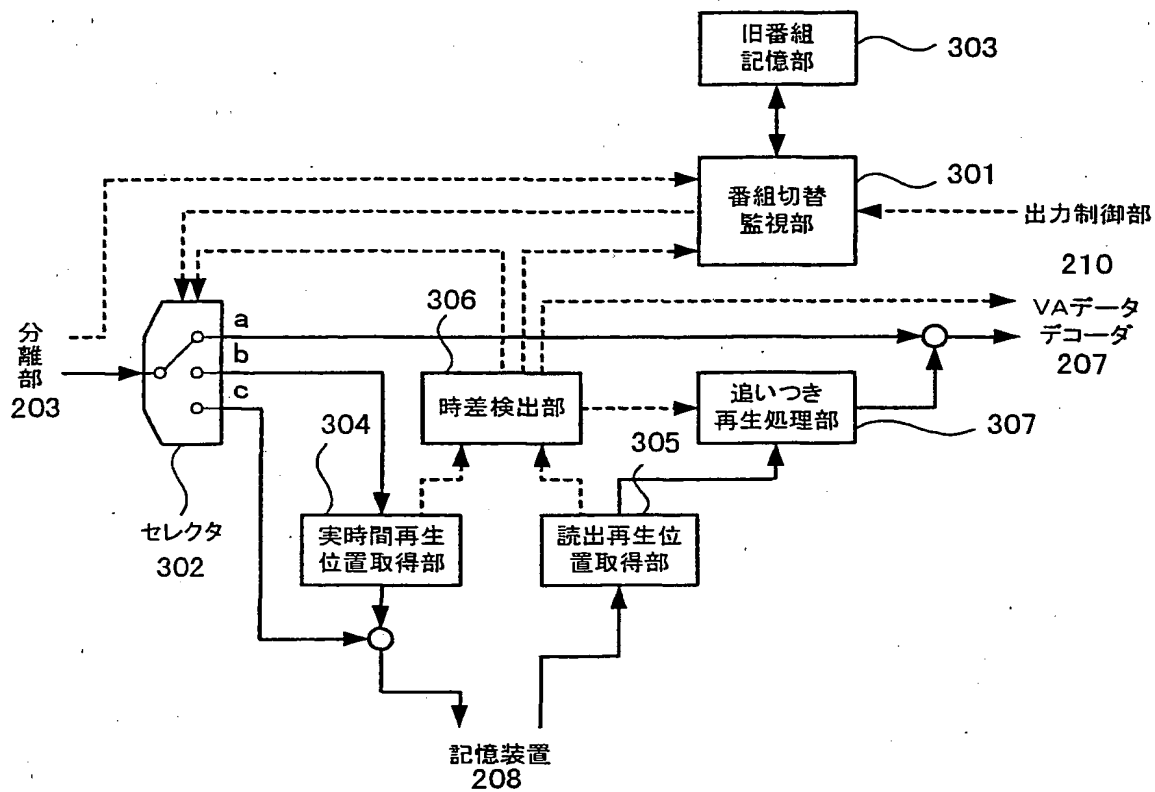 旧番組
記憶部
303
番組切替
監視部
301
出力制御部
210
分離部
203
a
b
c
306
VAデータ
デコーダ
207
時差検出部
追いつき
再生処理部
307
304
305
セレクタ
302
実時間再生
位置取得部
読出再生位
置取得部
記憶装置
208